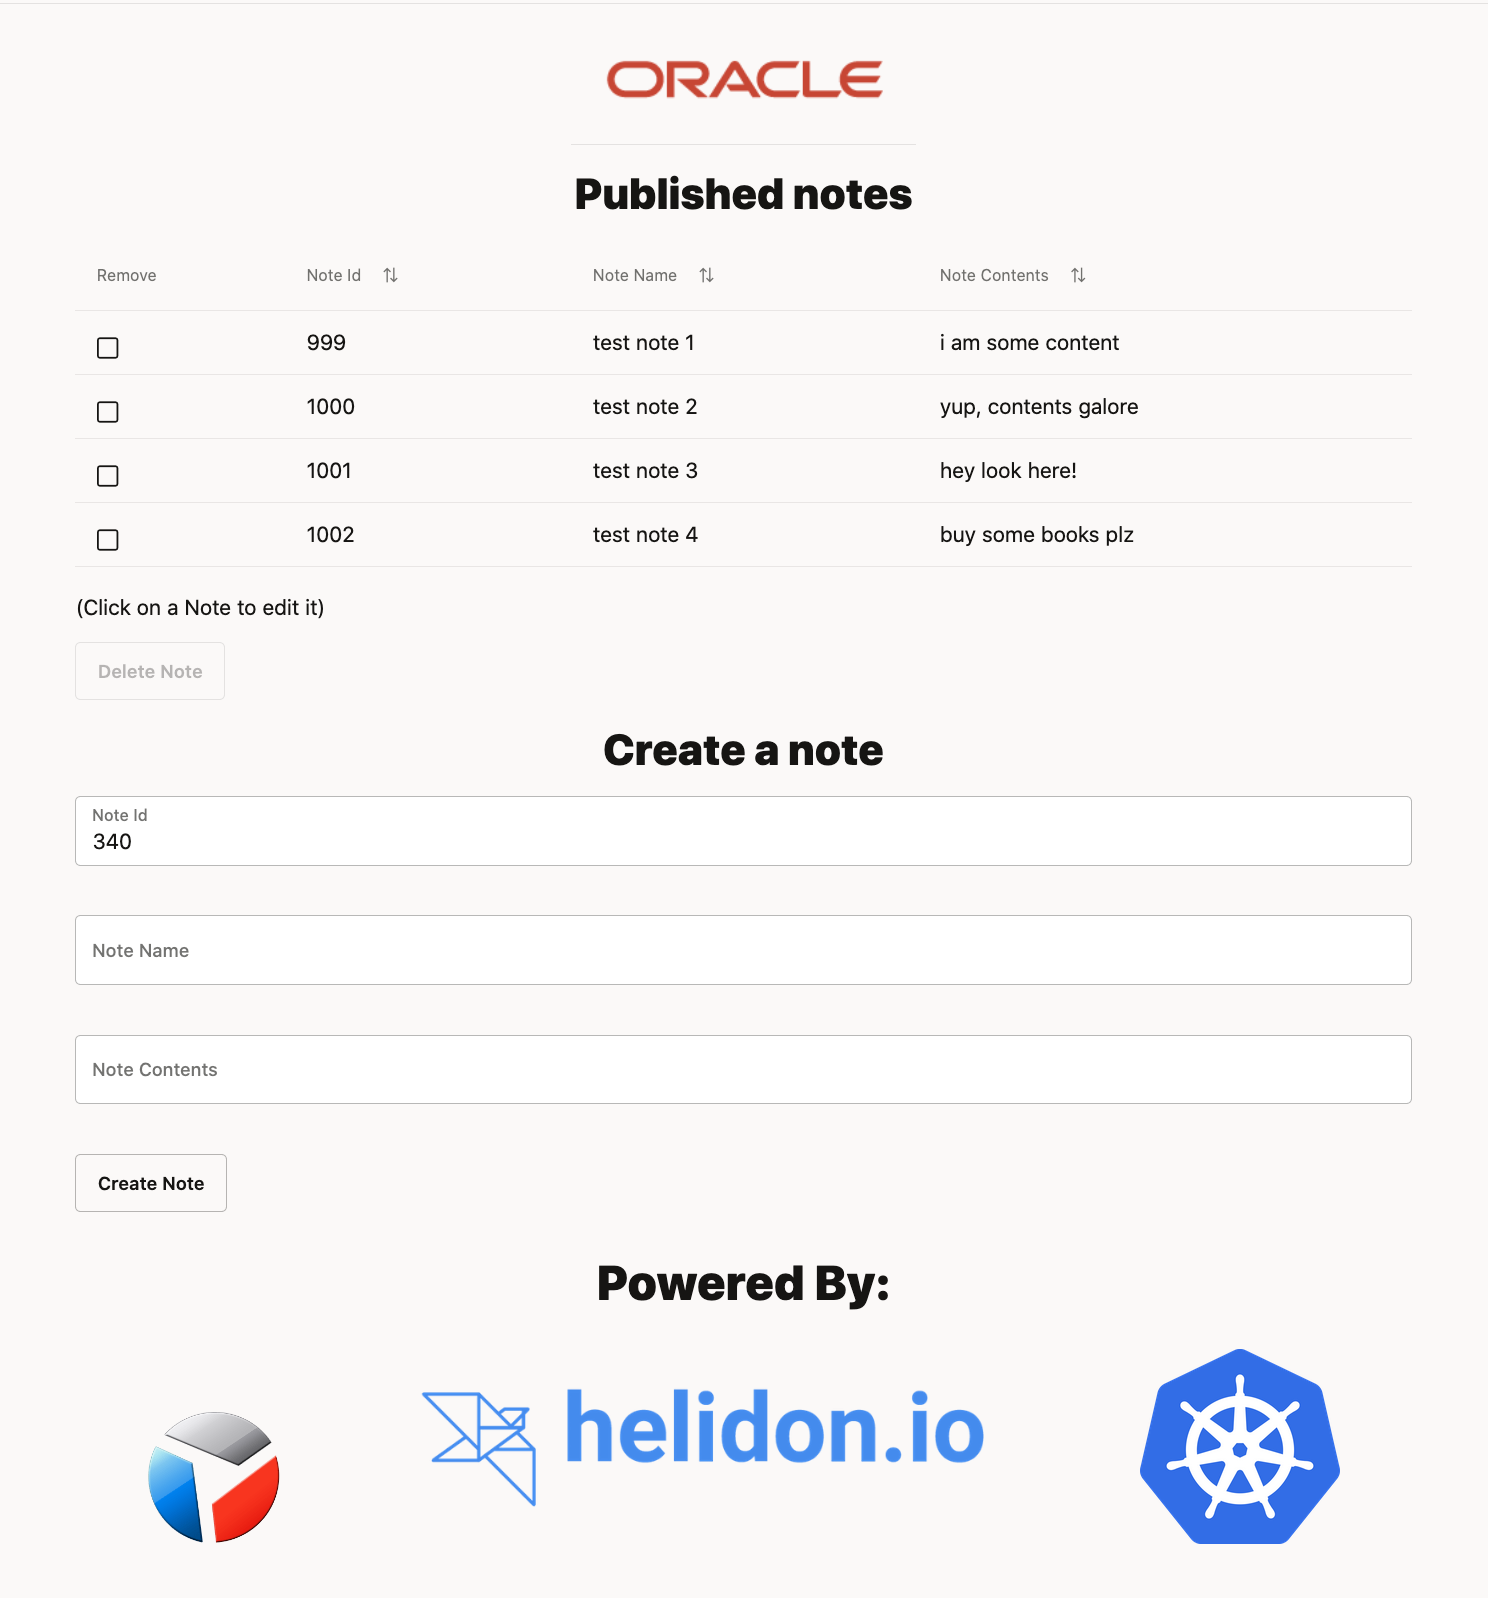 ORACLE
Published notes
Remove Note Id Note Name Note Contents
999 test note 1 i am some content
1000 test note 2 yup, contents galore
1001 test note 3 hey look here!
1002 test note 4 buy some books plz
(Click on a Note to edit it)
Delete Note
Create a note
Note Id
340
Note Name
Note Contents
Create Note
Powered By:
helidon.io